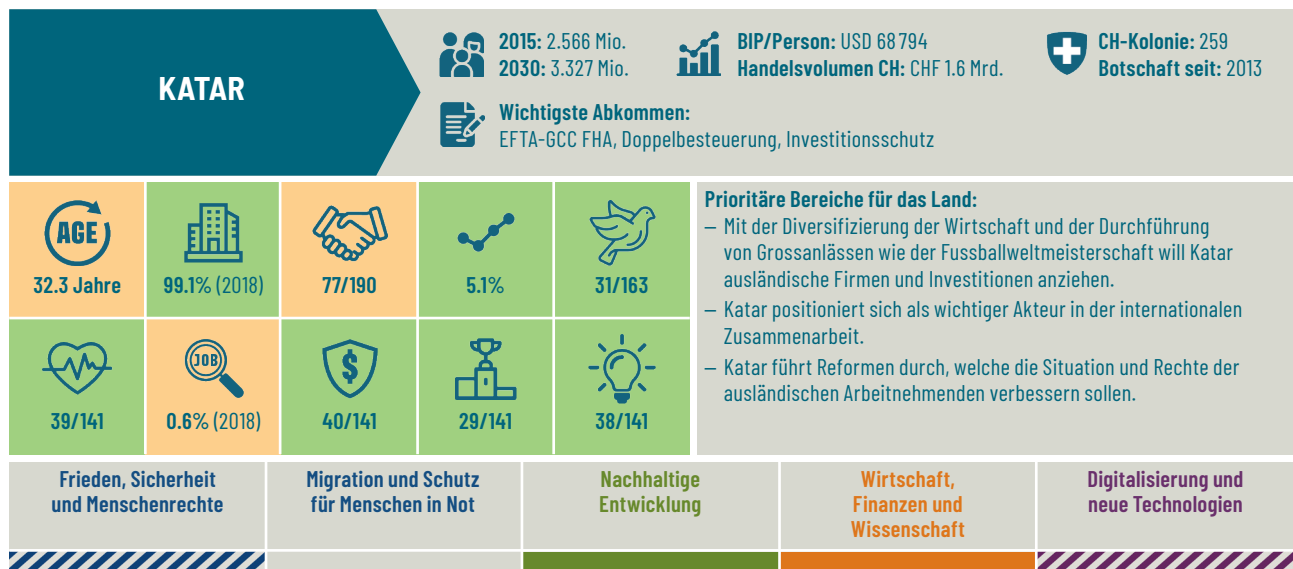 KATAR
2015: 2.566 Mio.
2030: 3.327 Mio.
BIP/Person: USD 68 794
Handelsvolumen CH: CHF 1.6 Mrd.
CH-Kolonie: 259
Botschaft seit: 2013
Wichtigste Abkommen:
EFTA-GCC FHA, Doppelbesteuerung, Investitionsschutz
AGE
32.3 Jahre
99.1% (2018)
77/190
5.1%
31/163
39/141
JOB
0.6% (2018)
$
40/141
29/141
38/141
Prioritäre Bereiche für das Land:
– Mit der Diversifizierung der Wirtschaft und der Durchführung
von Grossanlässen wie der Fussballweltmeisterschaft will Katar
ausländische Firmen und Investitionen anziehen.
– Katar positioniert sich als wichtiger Akteur in der internationalen
Zusammenarbeit.
– Katar führt Reformen durch, welche die Situation und Rechte der
ausländischen Arbeitnehmenden verbessern sollen.
Frieden, Sicherheit
und Menschenrechte
Migration und Schutz
für Menschen in Not
Nachhaltige
Entwicklung
Wirtschaft,
Finanzen und
Wissenschaft
Digitalisierung und
neue Technologien